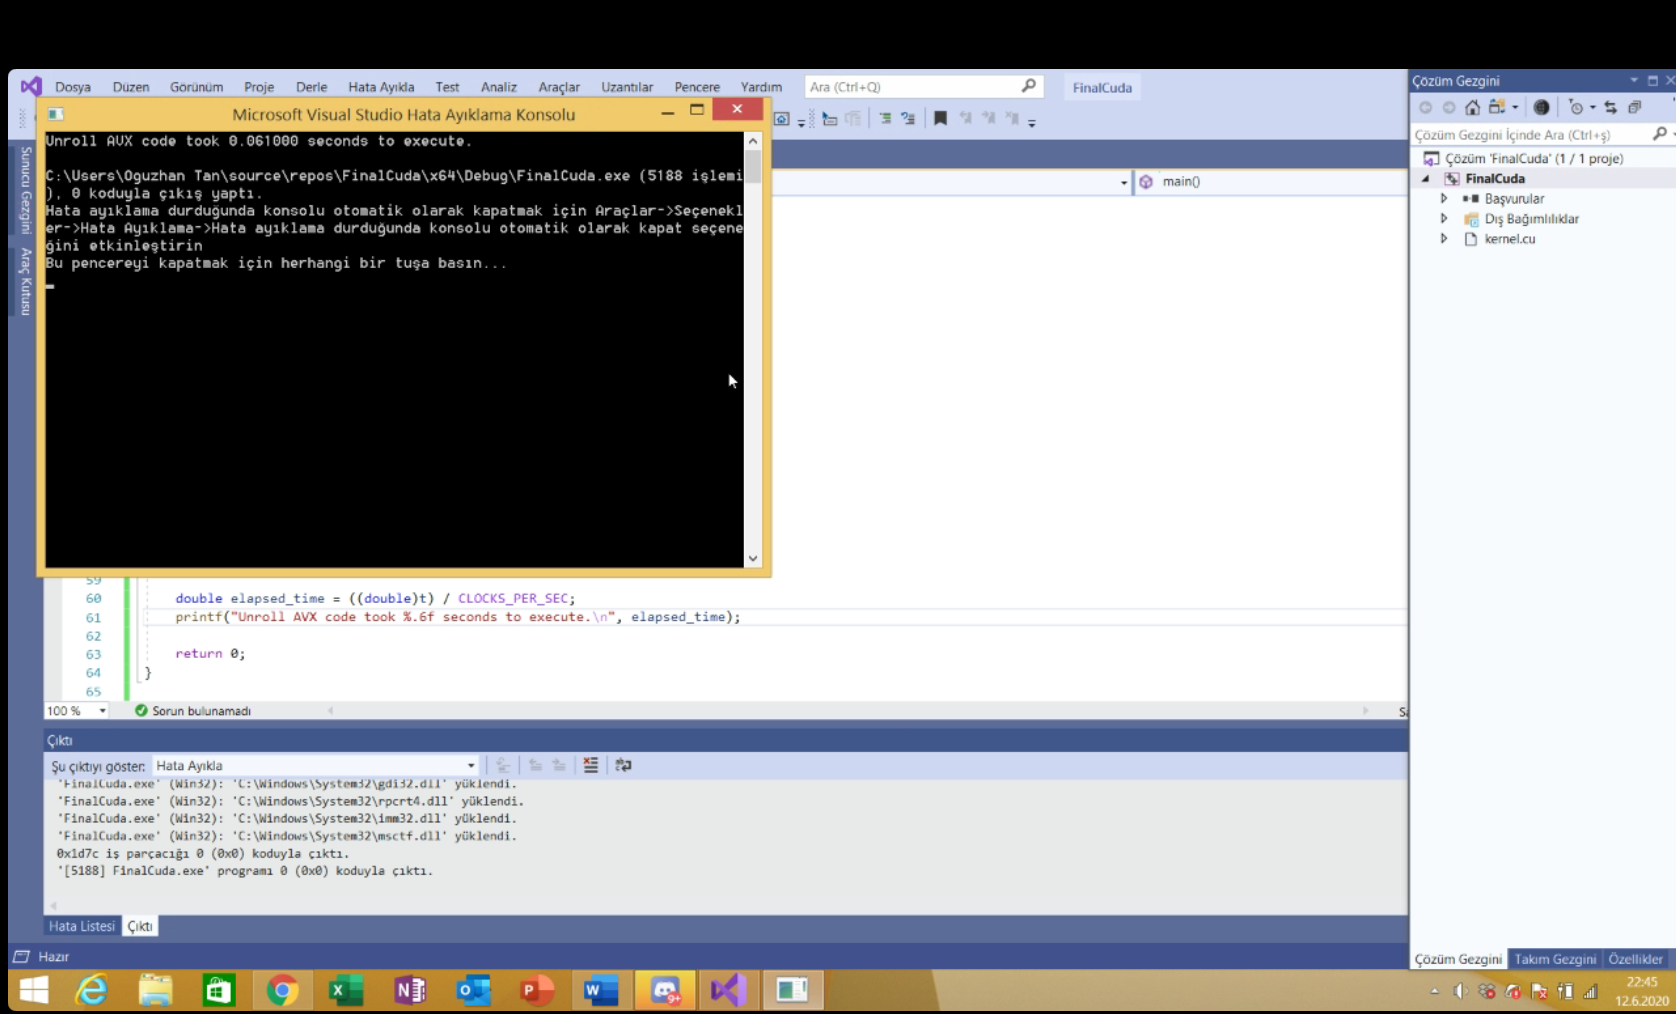 Dosya Düzen Görünüm Proje Derle Hata Ayıkla Test Analiz Araçlar Uzantılar Pencere Yardım Ara (Ctrl+Q) FinalCuda
Microsoft Visual Studio Hata Ayıklama Konsolu
Unroll AVX code took 0.061000 seconds to execute.
C:\Users\Oguzhan Tan\source\repos\FinalCuda\x64\Debug\FinalCuda.exe (5188 işlemi
), 0 koduyla çıkış yaptı.
Hata ayıklama durduğunda konsolu otomatik olarak kapatmak için Araçlar->Seçenekl
er->Hata Ayıklama->Hata ayıklama durduğunda konsolu otomatik olarak kapat seçene
ğini etkinleştirin
Bu pencereyi kapatmak için herhangi bir tuşa basın...
Sunucu Gezgini
Araç Kutusu
main()
59
60 double elapsed_time = ((double)t) / CLOCKS_PER_SEC;
61 printf("Unroll AVX code took %.6f seconds to execute.\n", elapsed_time);
62
63 return 0;
64 }
65
100 % Sorun bulunamadı
Çıktı
Şu çıktıyı göster: Hata Ayıkla
'FinalCuda.exe' (Win32): 'C:\Windows\System32\gdi32.dll' yüklendi.
'FinalCuda.exe' (Win32): 'C:\Windows\System32\rpcrt4.dll' yüklendi.
'FinalCuda.exe' (Win32): 'C:\Windows\System32\imm32.dll' yüklendi.
'FinalCuda.exe' (Win32): 'C:\Windows\System32\msctf.dll' yüklendi.
0x1d7c iş parçacığı 0 (0x0) koduyla çıktı.
'[5188] FinalCuda.exe' programı 0 (0x0) koduyla çıktı.
Hata Listesi Çıktı
Hazır
Çözüm Gezgini
Çözüm Gezgini İçinde Ara (Ctrl+ş)
Çözüm 'FinalCuda' (1 / 1 proje)
FinalCuda
Başvurular
Dış Bağımlılıklar
kernel.cu
Çözüm Gezgini Takım Gezgini Özellikler
22:45
12.6.2020